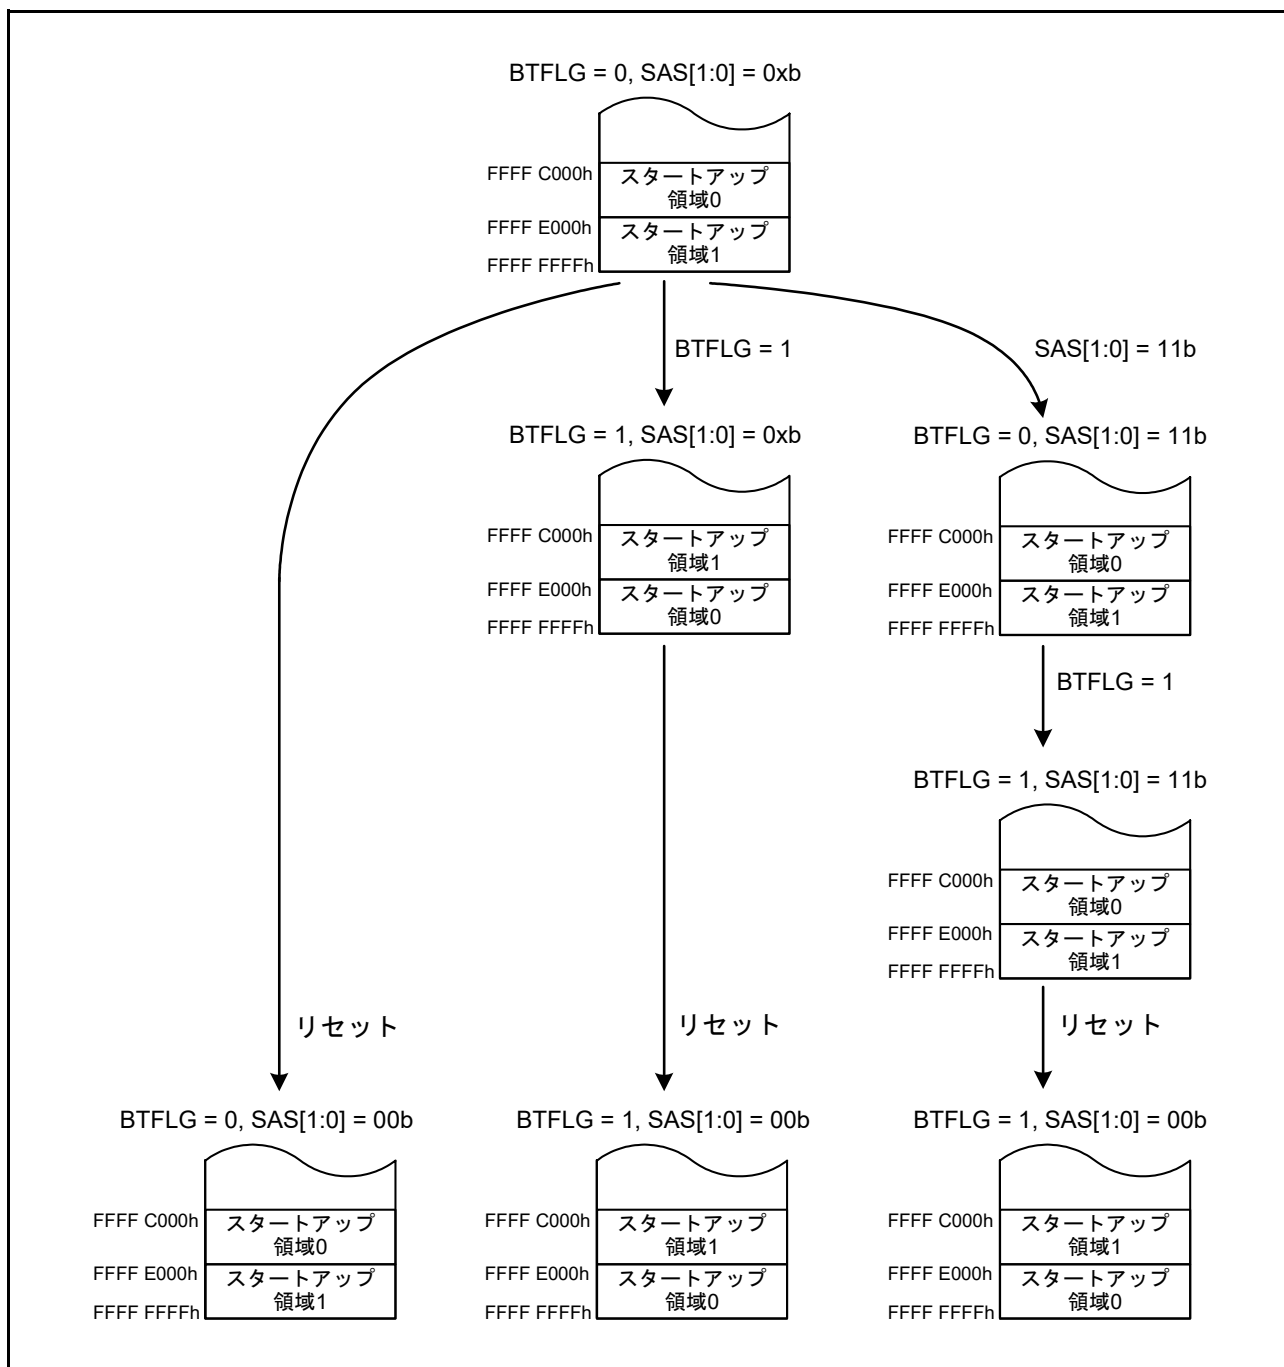 BTFLG = 0, SAS[1:0] = 0xb
FFFF C000h
スタートアップ
領域0
FFFF E000h
スタートアップ
領域1
FFFF FFFFh
BTFLG = 1
SAS[1:0] = 11b
BTFLG = 1, SAS[1:0] = 0xb
FFFF C000h
スタートアップ
領域1
FFFF E000h
スタートアップ
領域0
FFFF FFFFh
BTFLG = 0, SAS[1:0] = 11b
FFFF C000h
スタートアップ
領域0
FFFF E000h
スタートアップ
領域1
FFFF FFFFh
BTFLG = 1
BTFLG = 1, SAS[1:0] = 11b
FFFF C000h
スタートアップ
領域0
FFFF E000h
スタートアップ
領域1
FFFF FFFFh
リセット
リセット
リセット
BTFLG = 0, SAS[1:0] = 00b
FFFF C000h
スタートアップ
領域0
FFFF E000h
スタートアップ
領域1
FFFF FFFFh
BTFLG = 1, SAS[1:0] = 00b
FFFF C000h
スタートアップ
領域1
FFFF E000h
スタートアップ
領域0
FFFF FFFFh
BTFLG = 1, SAS[1:0] = 00b
FFFF C000h
スタートアップ
領域1
FFFF E000h
スタートアップ
領域0
FFFF FFFFh